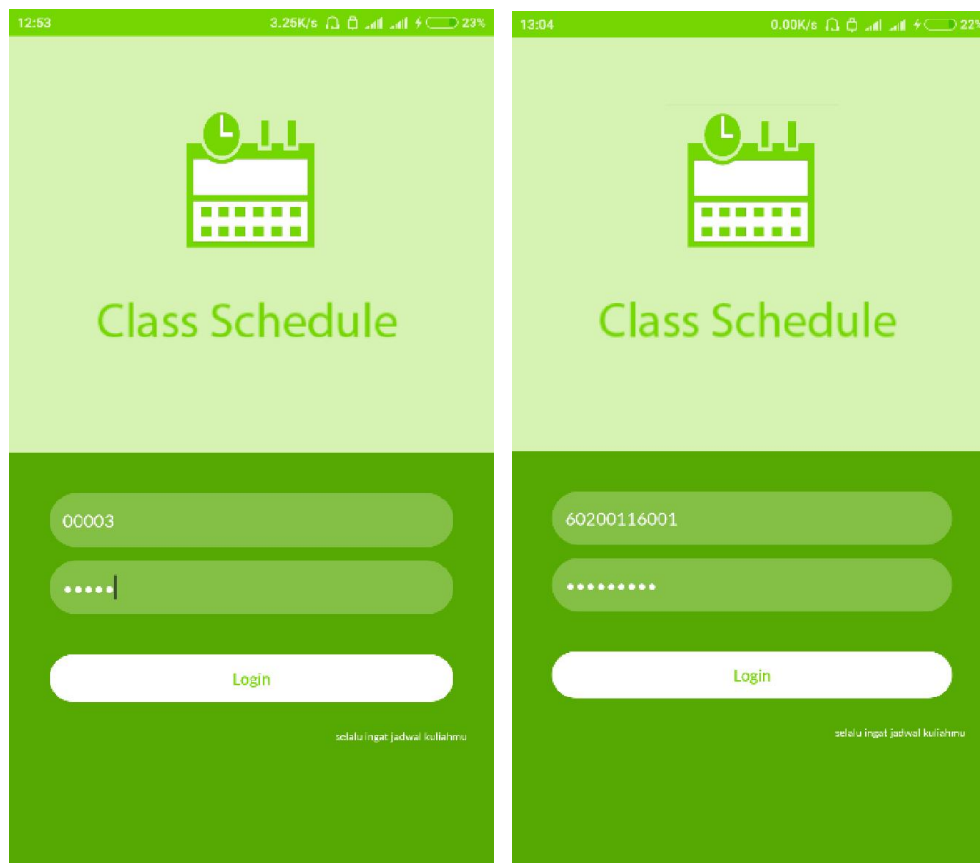 12:53
3.25K/s 23%
Class Schedule
00003
•••••
Login
selalu ingat jadwal kuliahmu
13:04
0.00K/s 22%
Class Schedule
60200116001
•••••••••
Login
selalu ingat jadwal kuliahmu